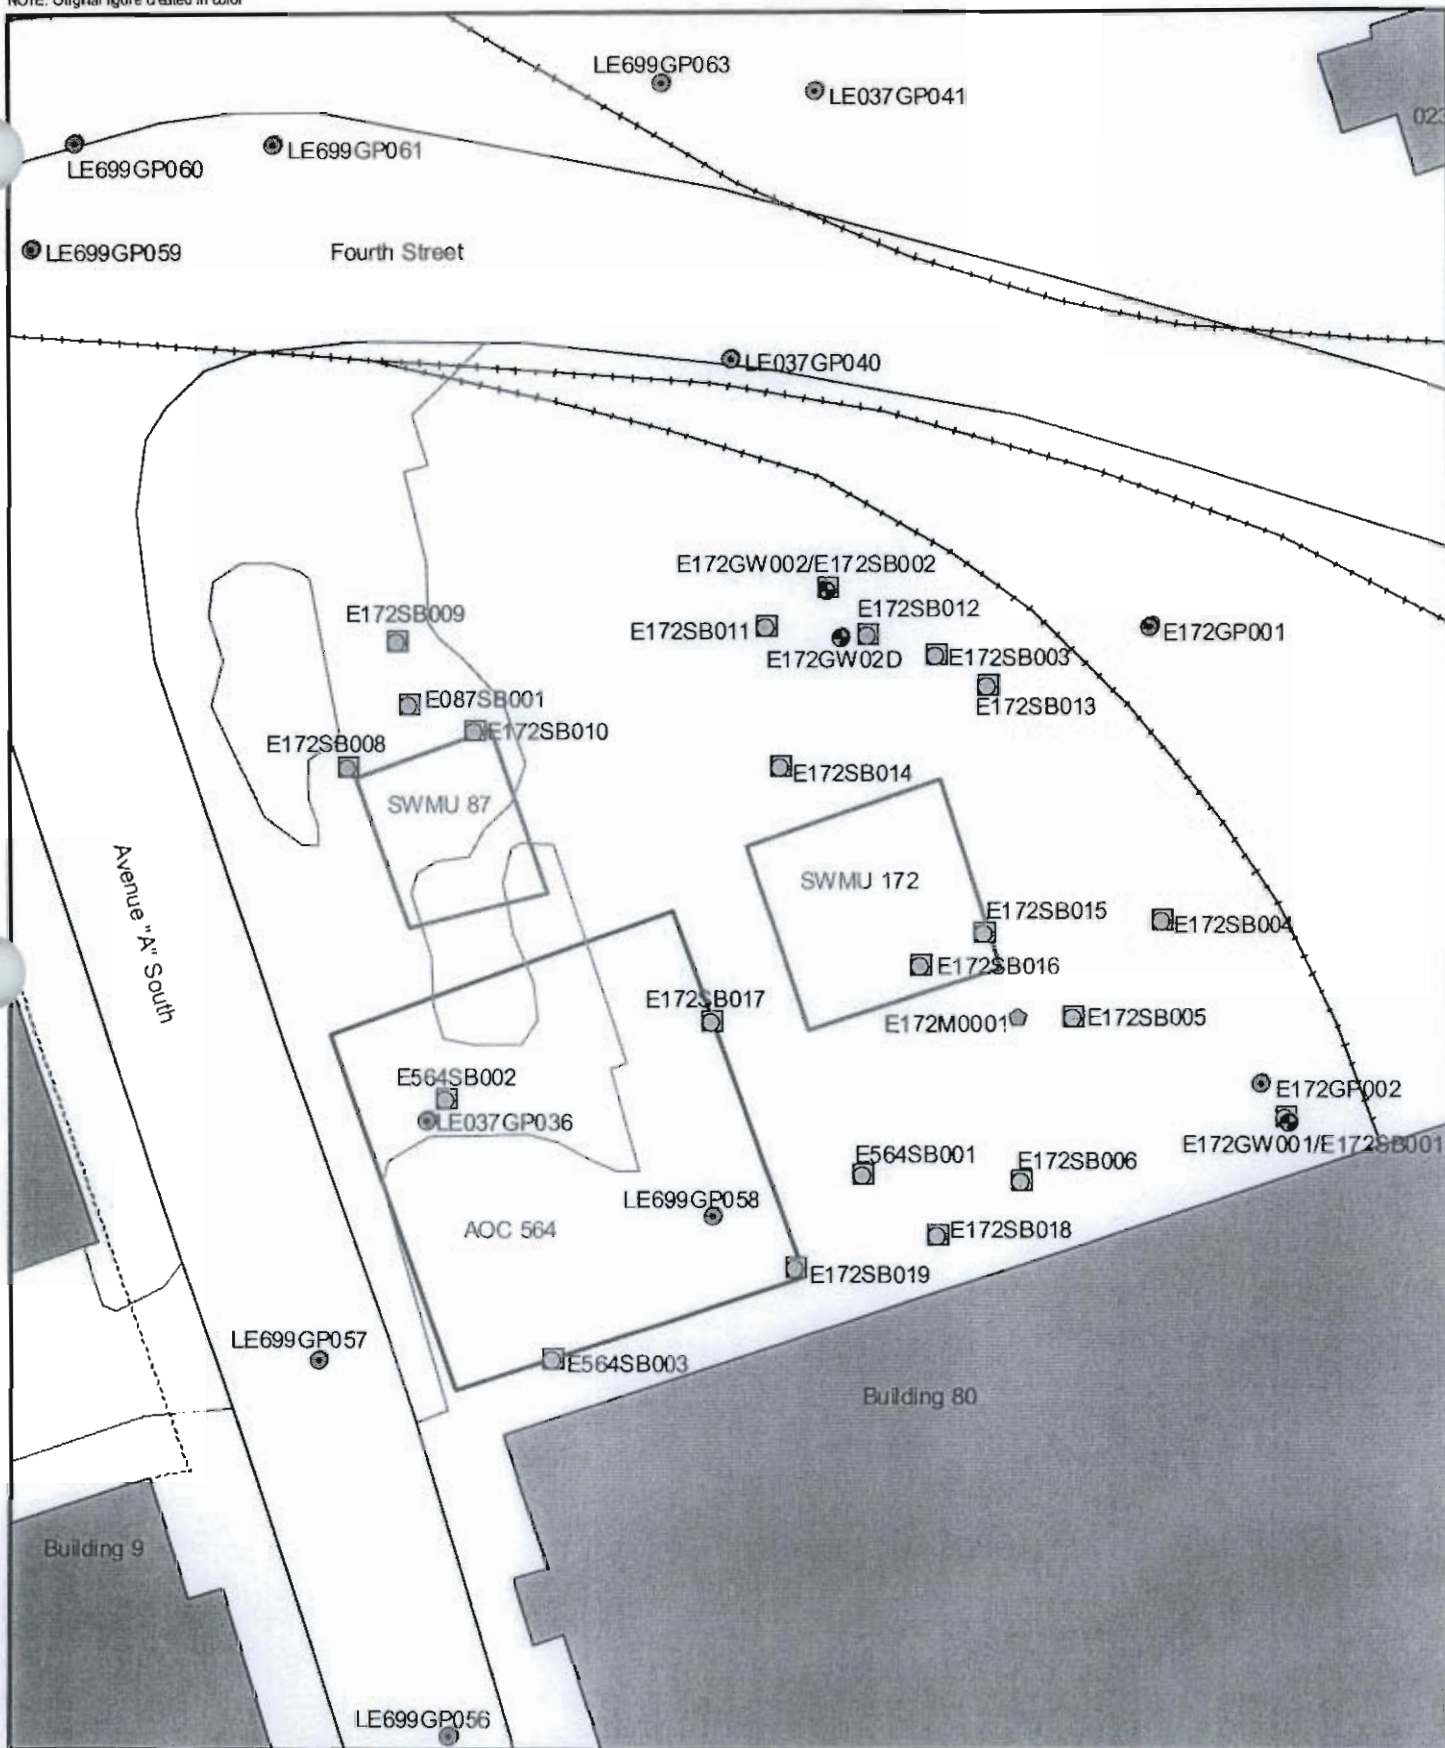 NOTE: Original figure created in color
LE699GP063
LE037GP041
023
LE699GP060
LE699GP061
LE699GP059
Fourth Street
LE037GP040
E172GW002/E172SB002
E172SB009
E172SB012
E172SB011
E172GP001
E172GW02D
E172SB003
E087SB001
E172SB013
E172SB010
E172SB008
E172SB014
SWMU 87
SWMU 172
Avenue "A" South
E172SB015
E172SB004
E172SB016
E172SB017
E172M0001
E172SB005
E564SB002
E172GP002
LE037GP036
E172GW001/E172SB001
E564SB001
E172SB006
LE699GP058
AOC 564
E172SB018
E172SB019
LE699GP057
E564SB003
Building 80
Building 9
LE699GP056